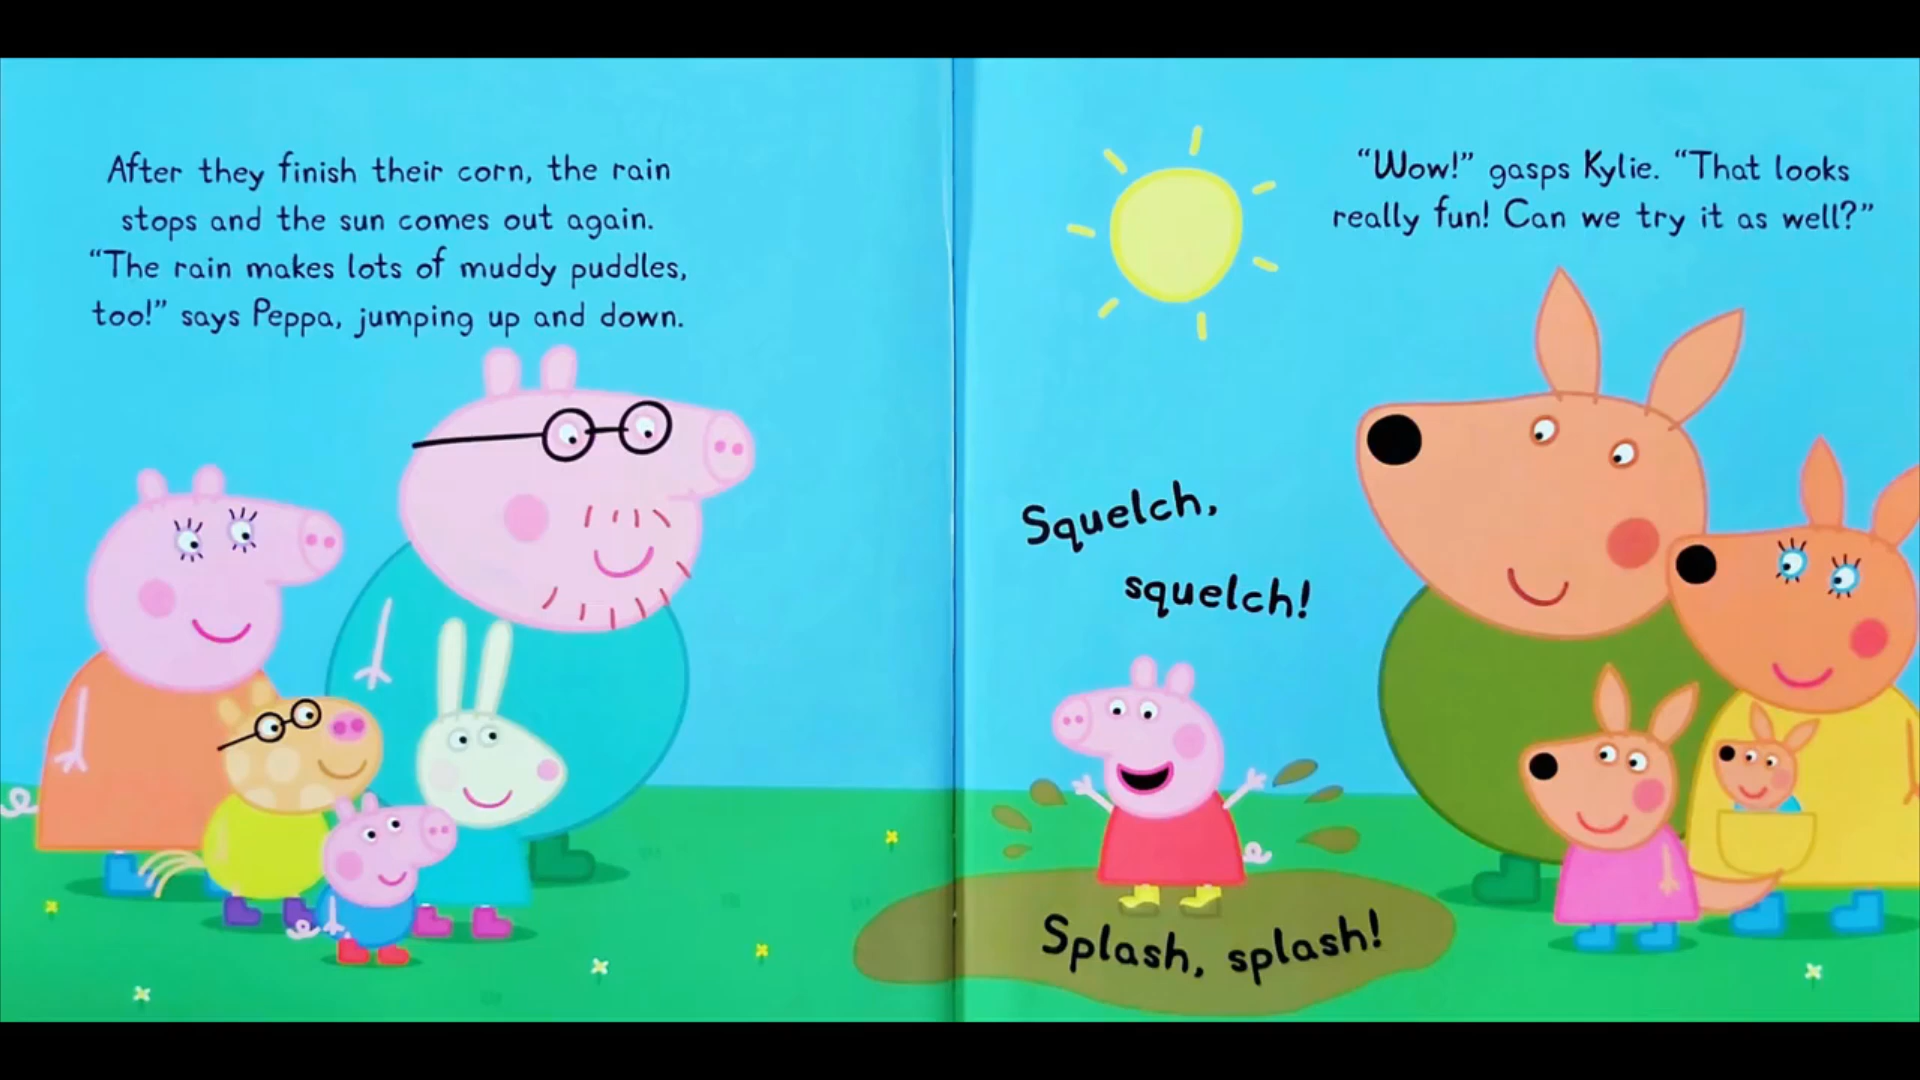 After they finish their corn, the rain
stops and the sun comes out again.
“The rain makes lots of muddy puddles,
too!” says Peppa, jumping up and down.
“Wow!” gasps Kylie. “That looks
really fun! Can we try it as well?”
Squelch,
squelch!
Splash, splash!